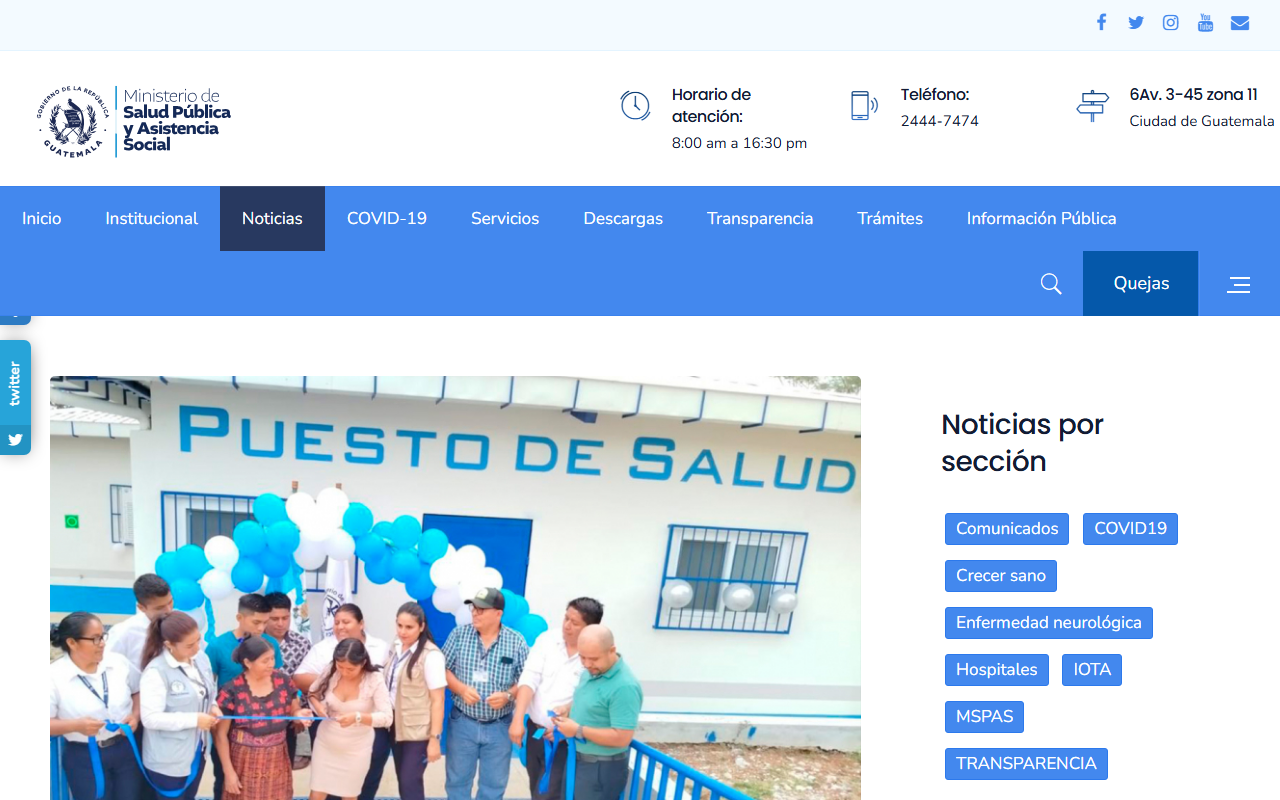 GOBIERNO DE LA REPÚBLICA
GUATEMALA
Ministerio de
Salud Pública
y Asistencia
Social
Horario de
atención:
8:00 am a 16:30 pm
Teléfono:
2444-7474
6Av. 3-45 zona 11
Ciudad de Guatemala
Inicio
Institucional
Noticias
COVID-19
Servicios
Descargas
Transparencia
Trámites
Información Pública
Quejas
twitter
PUESTO DE SALUD
Noticias por
sección
Comunicados
COVID19
Crecer sano
Enfermedad neurológica
Hospitales
IOTA
MSPAS
TRANSPARENCIA